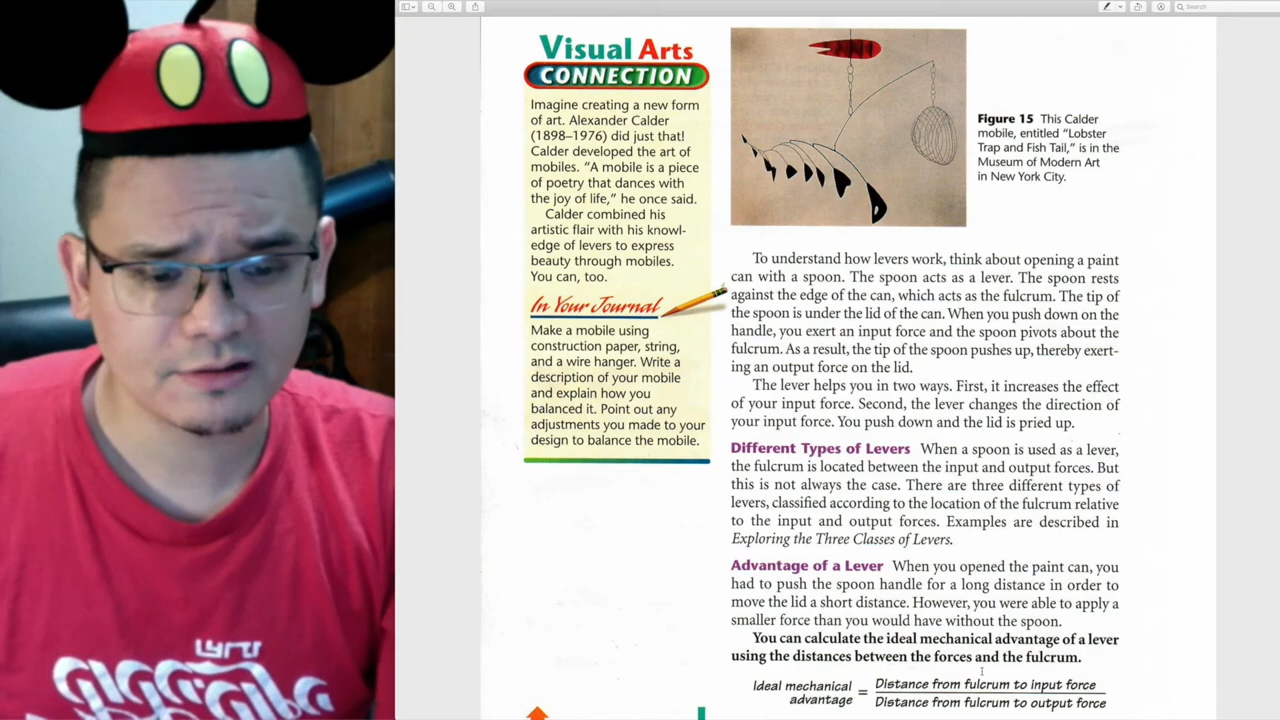 Search
Visual Arts
CONNECTION
Imagine creating a new form
of art. Alexander Calder
(1898–1976) did just that!
Calder developed the art of
mobiles. “A mobile is a piece
of poetry that dances with
the joy of life,” he once said.
Calder combined his
artistic flair with his knowl-
edge of levers to express
beauty through mobiles.
You can, too.
In Your Journal
Make a mobile using
construction paper, string,
and a wire hanger. Write a
description of your mobile
and explain how you
balanced it. Point out any
adjustments you made to your
design to balance the mobile.
Figure 15 This Calder
mobile, entitled “Lobster
Trap and Fish Tail,” is in the
Museum of Modern Art
in New York City.
To understand how levers work, think about opening a paint
can with a spoon. The spoon acts as a lever. The spoon rests
against the edge of the can, which acts as the fulcrum. The tip of
the spoon is under the lid of the can. When you push down on the
handle, you exert an input force and the spoon pivots about the
fulcrum. As a result, the tip of the spoon pushes up, thereby exert-
ing an output force on the lid.
The lever helps you in two ways. First, it increases the effect
of your input force. Second, the lever changes the direction of
your input force. You push down and the lid is pried up.
Different Types of Levers When a spoon is used as a lever,
the fulcrum is located between the input and output forces. But
this is not always the case. There are three different types of
levers, classified according to the location of the fulcrum relative
to the input and output forces. Examples are described in
Exploring the Three Classes of Levers.
Advantage of a Lever When you opened the paint can, you
had to push the spoon handle for a long distance in order to
move the lid a short distance. However, you were able to apply a
smaller force than you would have without the spoon.
You can calculate the ideal mechanical advantage of a lever
using the distances between the forces and the fulcrum.
Ideal mechanical advantage = Distance from fulcrum to input force
Distance from fulcrum to output force